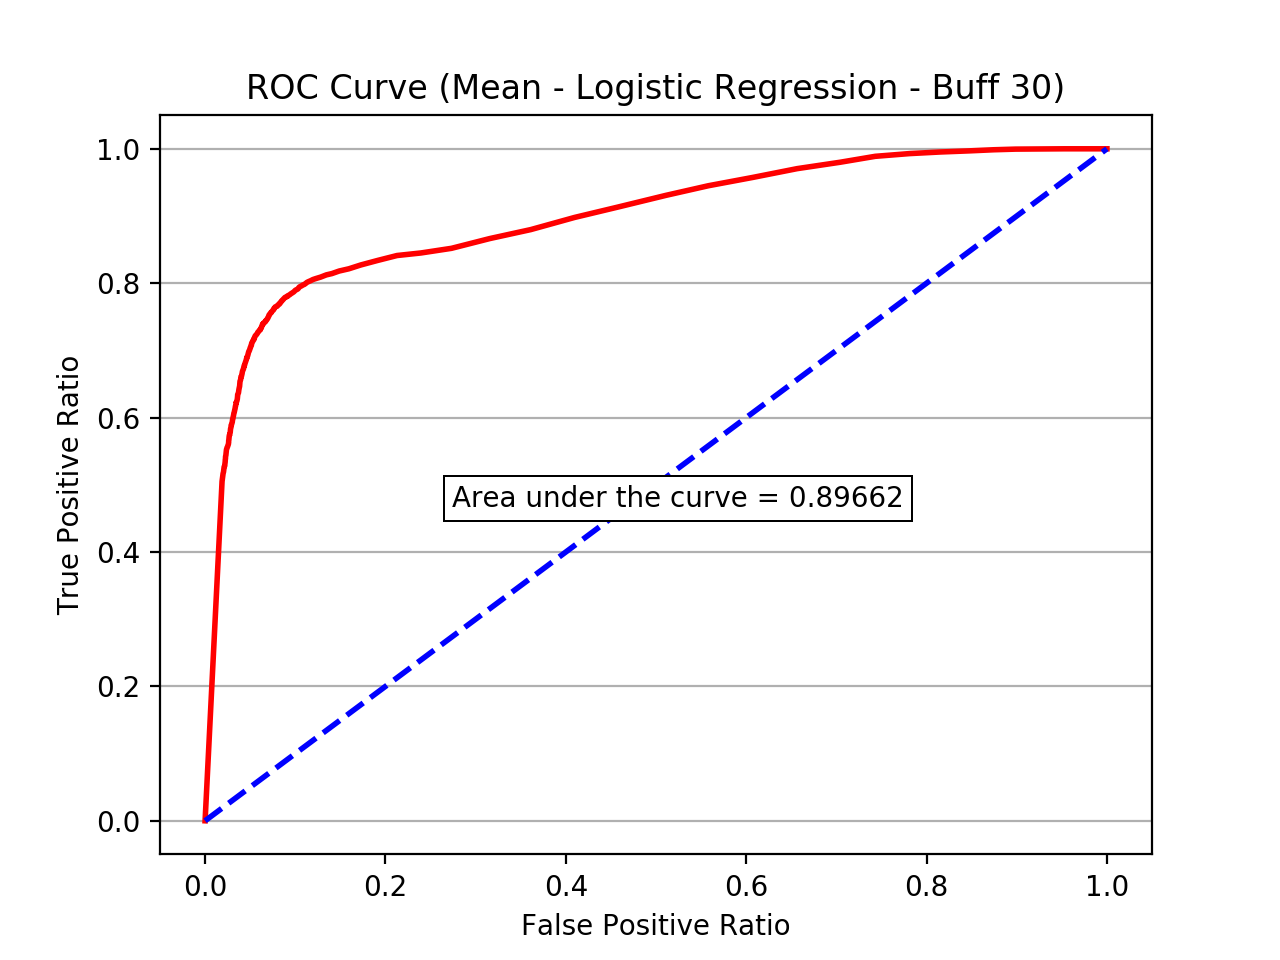 ROC Curve (Mean - Logistic Regression - Buff 30)
1.0
0.8
0.6
0.4
0.2
0.0
True Positive Ratio
Area under the curve = 0.89662
0.0 0.2 0.4 0.6 0.8 1.0
False Positive Ratio